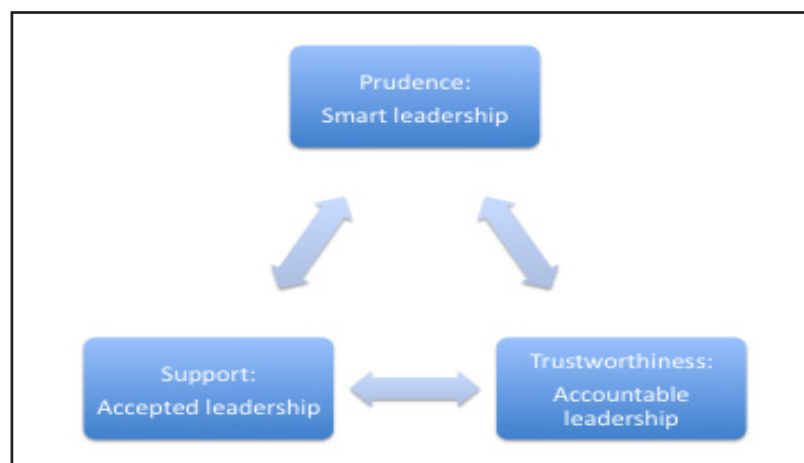 Prudence:
Smart leadership
Support:
Accepted leadership
Trustworthiness:
Accountable
leadership